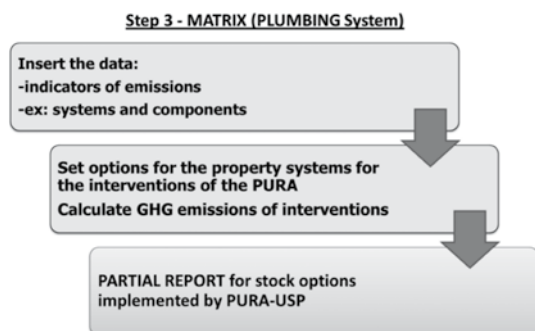 Step 3 - MATRIX (PLUMBING System)
Insert the data:
-indicators of emissions
-ex: systems and components
Set options for the property systems for
the interventions of the PURA
Calculate GHG emissions of interventions
PARTIAL REPORT for stock options
implemented by PURA-USP